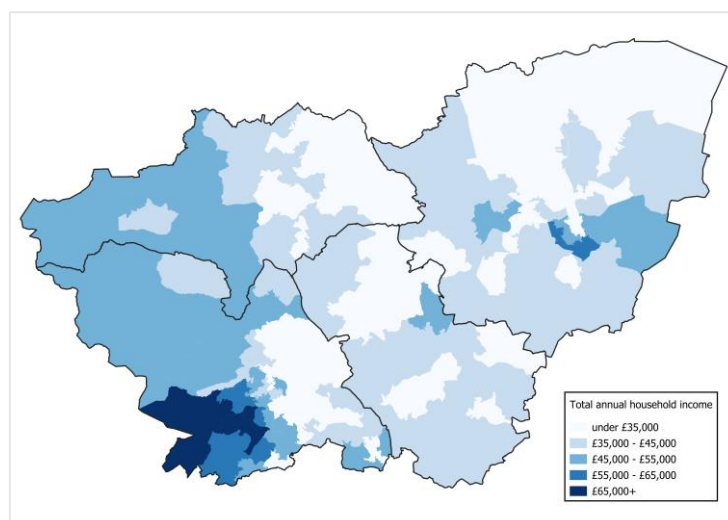 Total annual household income
under £35,000
£35,000 - £45,000
£45,000 - £55,000
£55,000 - £65,000
£65,000+